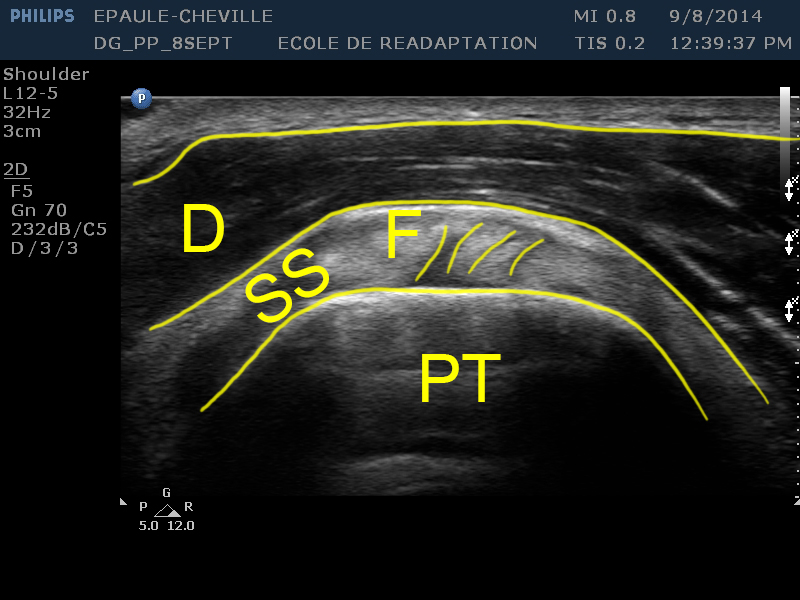 PHILIPS EPAULE-CHEVILLE MI 0.8 9/8/2014
DG_PP_8SEPT ECOLE DE READAPTATION TIS 0.2 12:39:37 PM
Shoulder
L12-5
32Hz
3cm
2D
F5
Gn 70
232dB/C5
D/3/3
P
D
F
SS
PT
G
P R
5.0 12.0